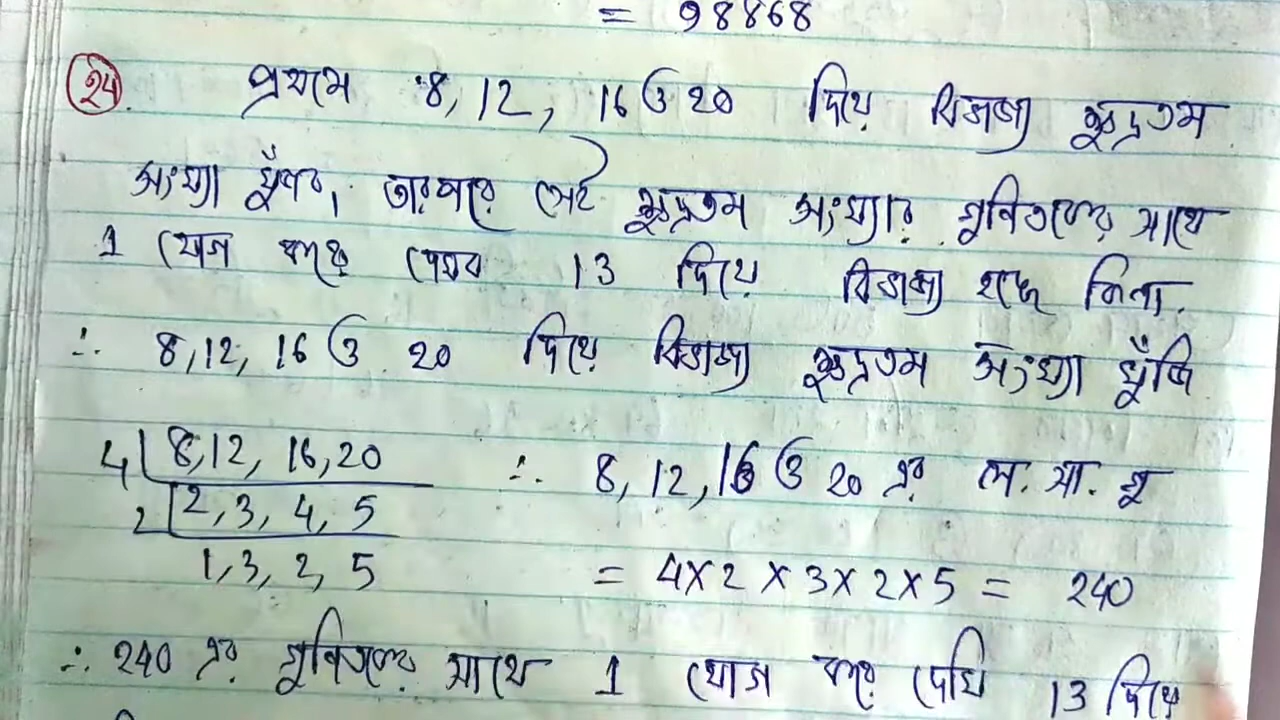 = 98868
24. প্রথমে 8, 12, 16 ও 20 দিয়ে বিভাজ্য ক্ষুদ্রতম
সংখ্যা খুঁজব, তারপরে সেই ক্ষুদ্রতম সংখ্যার গুনিতকের সাথে
1 যোগ করে দেখব 13 দিয়ে বিভাজ্য হচ্ছে কিনা.
∴ 8, 12, 16 ও 20 দিয়ে বিভাজ্য ক্ষুদ্রতম সংখ্যা খুঁজি
4 | 8, 12, 16, 20 ∴ 8, 12, 16 ও 20 এর ল. সা. গু
2 | 2, 3, 4, 5
1, 3, 2, 5 = 4 x 2 x 3 x 2 x 5 = 240
∴ 240 এর গুনিতকের সাথে 1 যোগ করে দেখি 13 দিয়ে